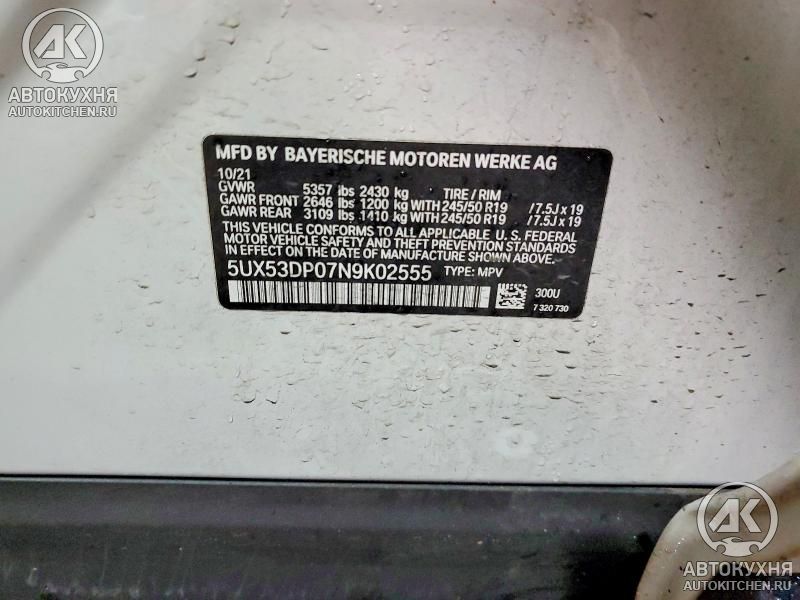 AK
АВТОКУХНЯ
AUTOKITCHEN.RU
MFD BY BAYERISCHE MOTOREN WERKE AG
10/21
GVWR 5357 lbs 2430 kg TIRE / RIM
GAWR FRONT 2646 lbs 1200 kg WITH 245/50 R19 / 7.5J x 19
GAWR REAR 3109 lbs 1410 kg WITH 245/50 R19 / 7.5J x 19
THIS VEHICLE CONFORMS TO ALL APPLICABLE U. S. FEDERAL
MOTOR VEHICLE SAFETY AND THEFT PREVENTION STANDARDS
IN EFFECT ON THE DATE OF MANUFACTURE SHOWN ABOVE.
5UX53DP07N9K02555 TYPE: MPV
300U
7 320 730
AK
АВТОКУХНЯ
AUTOKITCHEN.RU